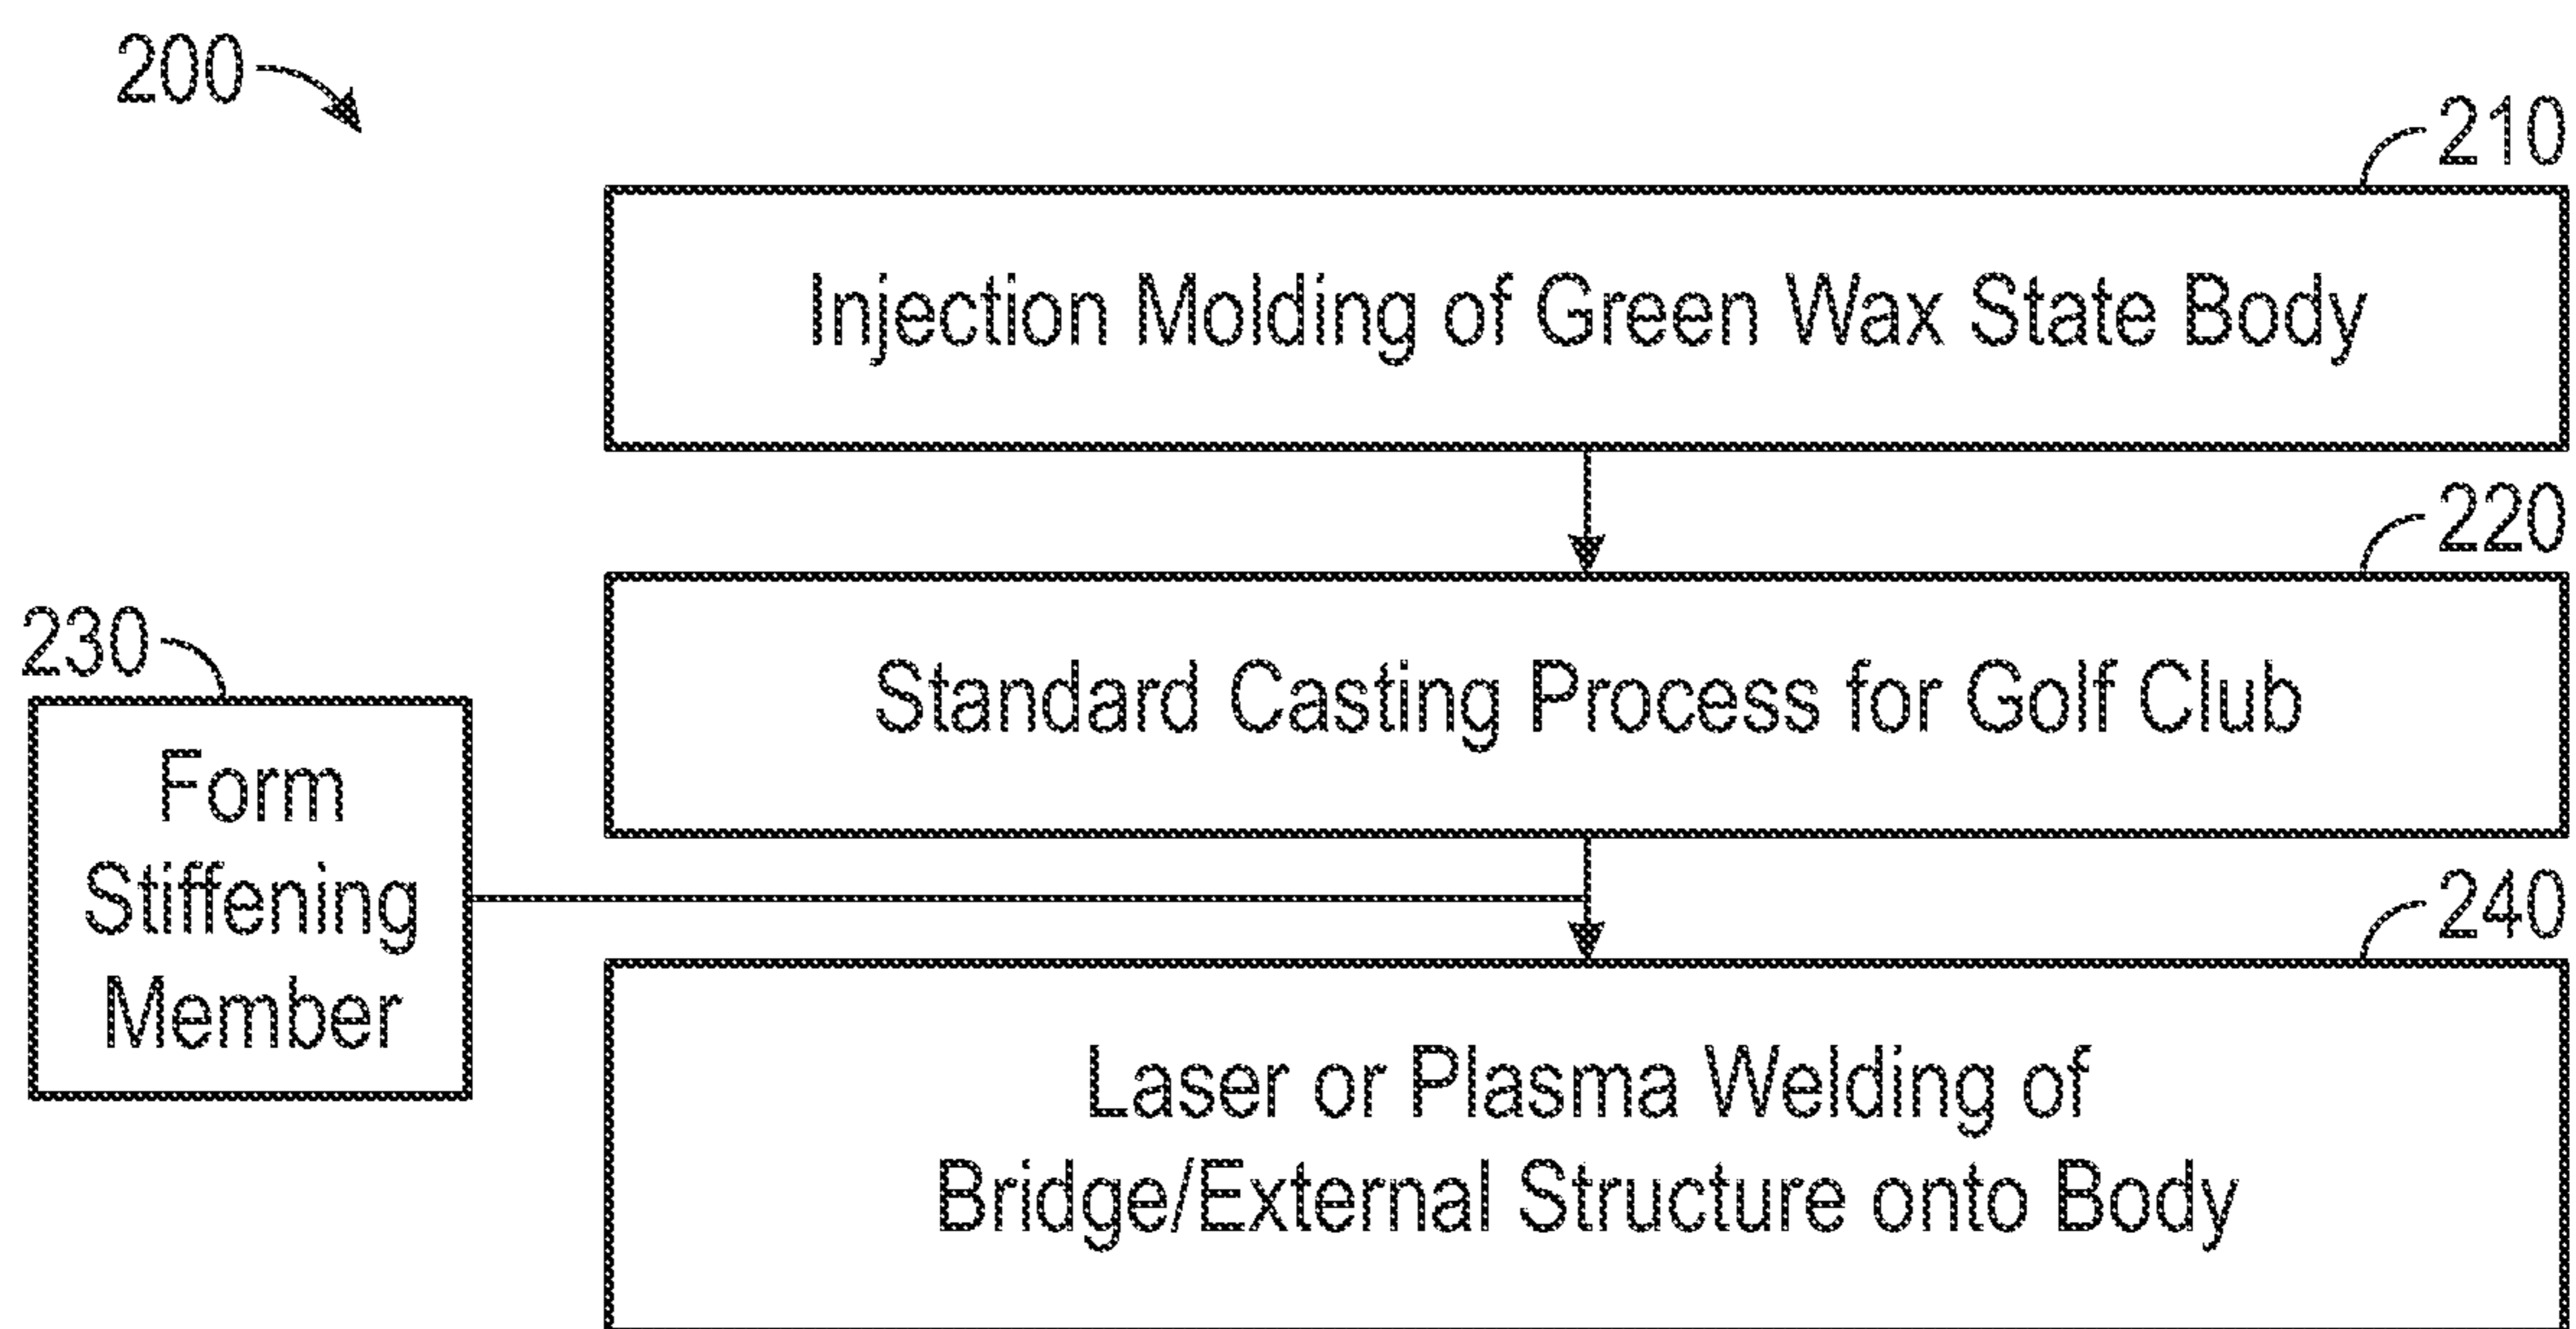 200
210
Injection Molding of Green Wax State Body
220
Standard Casting Process for Golf Club
230
Form
Stiffening
Member
240
Laser or Plasma Welding of
Bridge/External Structure onto Body